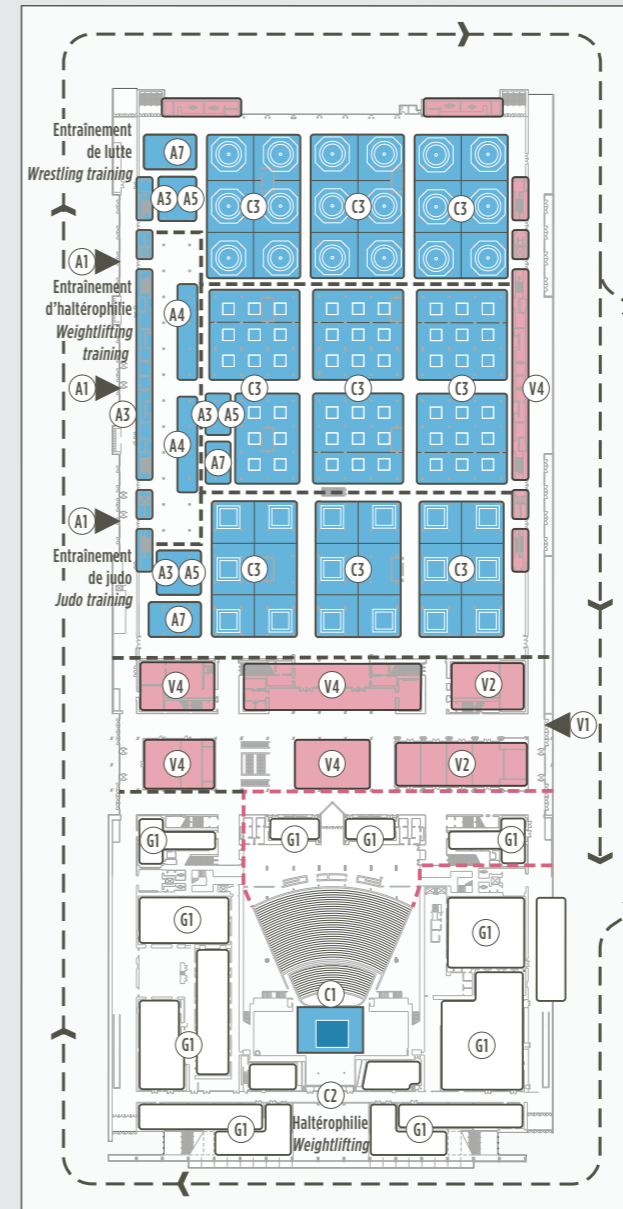 Entraînement
de lutte
Wrestling training
A7
A3 A5
C3 C3 C3
A1
Entraînement
d'haltérophilie
Weightlifting
training
A4
A1
A3
A4
A3 A5
A7
C3 C3 C3
V4
A1
Entraînement
de judo
Judo training
A3 A5
A7
C3 C3 C3
V4 V4 V2
V1
V4 V4 V2
G1 G1 G1 G1
G1 G1
C1
G1 G1
C2
Haltérophilie
Weightlifting
G1 G1